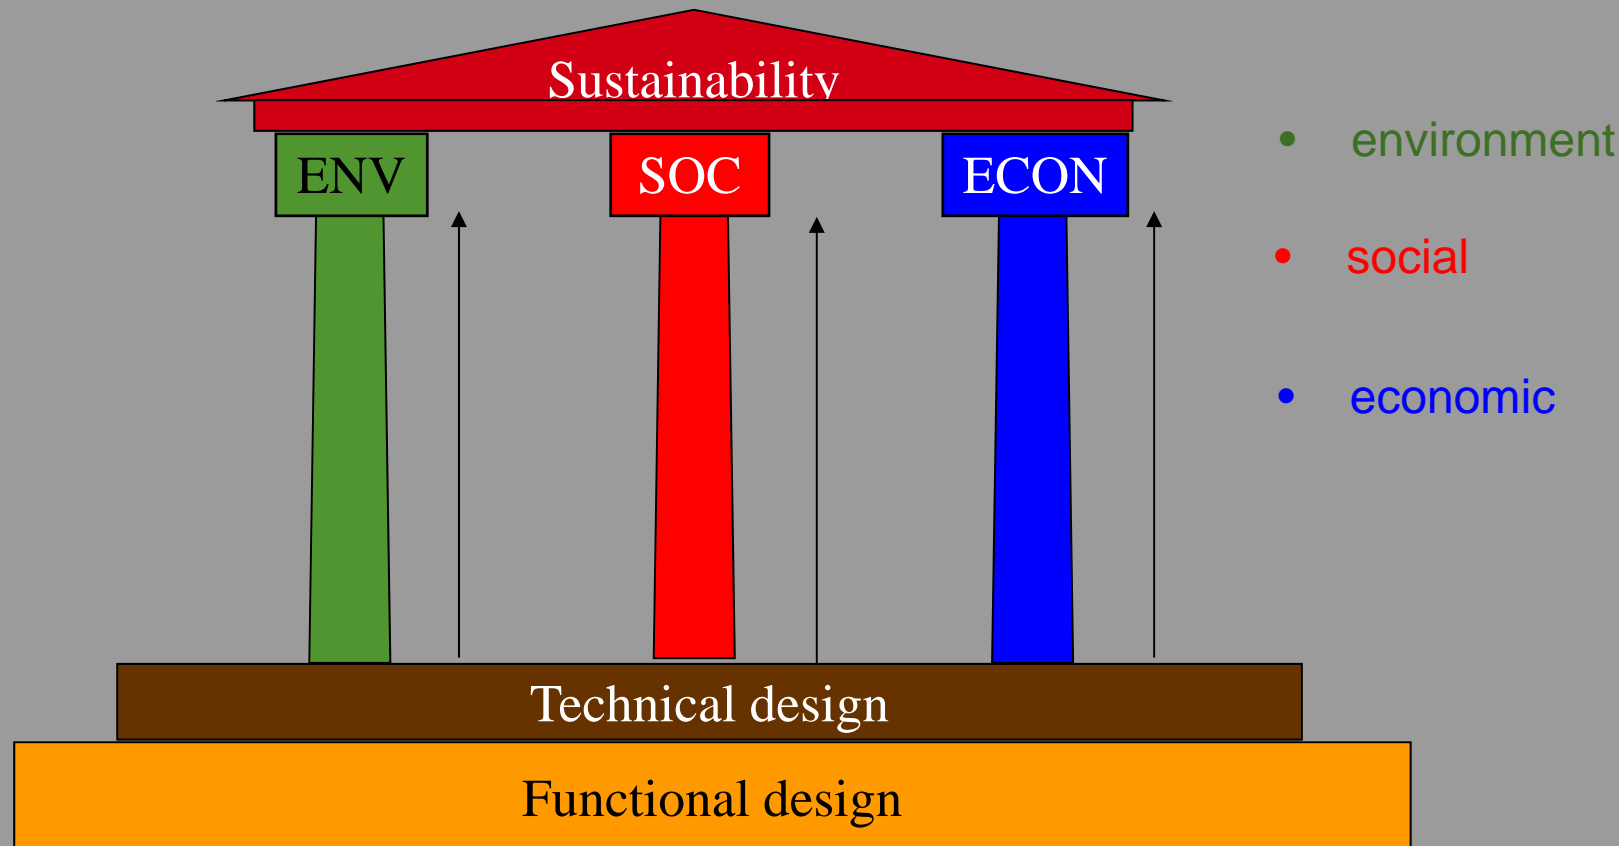 Sustainability
ENV SOC ECON
• environment
• social
• economic
Technical design
Functional design